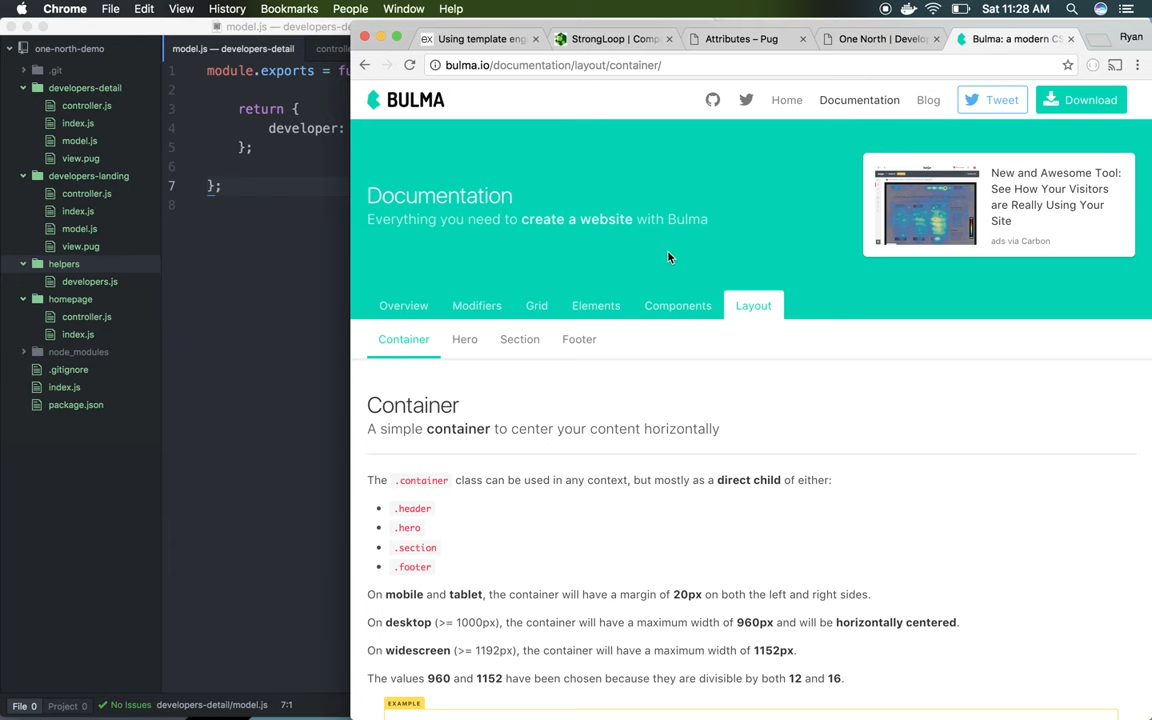 Chrome File Edit View History Bookmarks People Window Help Sat 11:28 AM
model.js — developers-de
one-north-demo
.git
developers-detail
controller.js
index.js
model.js
view.pug
developers-landing
controller.js
index.js
model.js
view.pug
helpers
developers.js
homepage
controller.js
index.js
node_modules
.gitignore
index.js
package.json
File 0 Project 0 No Issues developers-detail/model.js 7:1
model.js — developers-detail controlle
1 module.exports = fu
2
3 return {
4 developer:
5 };
6
7 };
8
Using template eng × StrongLoop | Comp × Attributes – Pug × One North | Develo × Bulma: a modern CS × Ryan
bulma.io/documentation/layout/container/
BULMA Home Documentation Blog Tweet Download
Documentation
Everything you need to create a website with Bulma
New and Awesome Tool:
See How Your Visitors
are Really Using Your
Site
ads via Carbon
Overview Modifiers Grid Elements Components Layout
Container Hero Section Footer
Container
A simple container to center your content horizontally
The .container class can be used in any context, but mostly as a direct child of either:
.header
.hero
.section
.footer
On mobile and tablet, the container will have a margin of 20px on both the left and right sides.
On desktop (>= 1000px), the container will have a maximum width of 960px and will be horizontally centered.
On widescreen (>= 1192px), the container will have a maximum width of 1152px.
The values 960 and 1152 have been chosen because they are divisible by both 12 and 16.
EXAMPLE